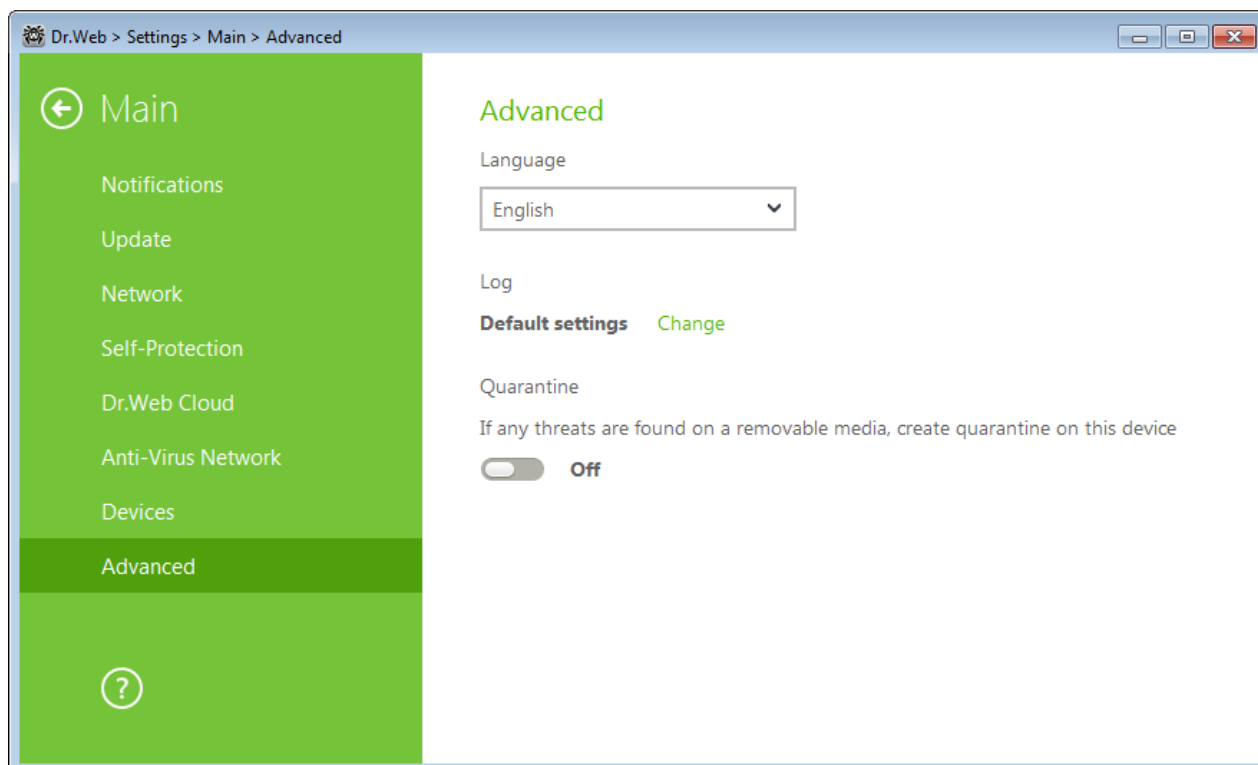 Dr.Web > Settings > Main > Advanced
Main
Notifications
Update
Network
Self-Protection
Dr.Web Cloud
Anti-Virus Network
Devices
Advanced
?
Advanced
Language
English
Log
Default settings Change
Quarantine
If any threats are found on a removable media, create quarantine on this device
Off